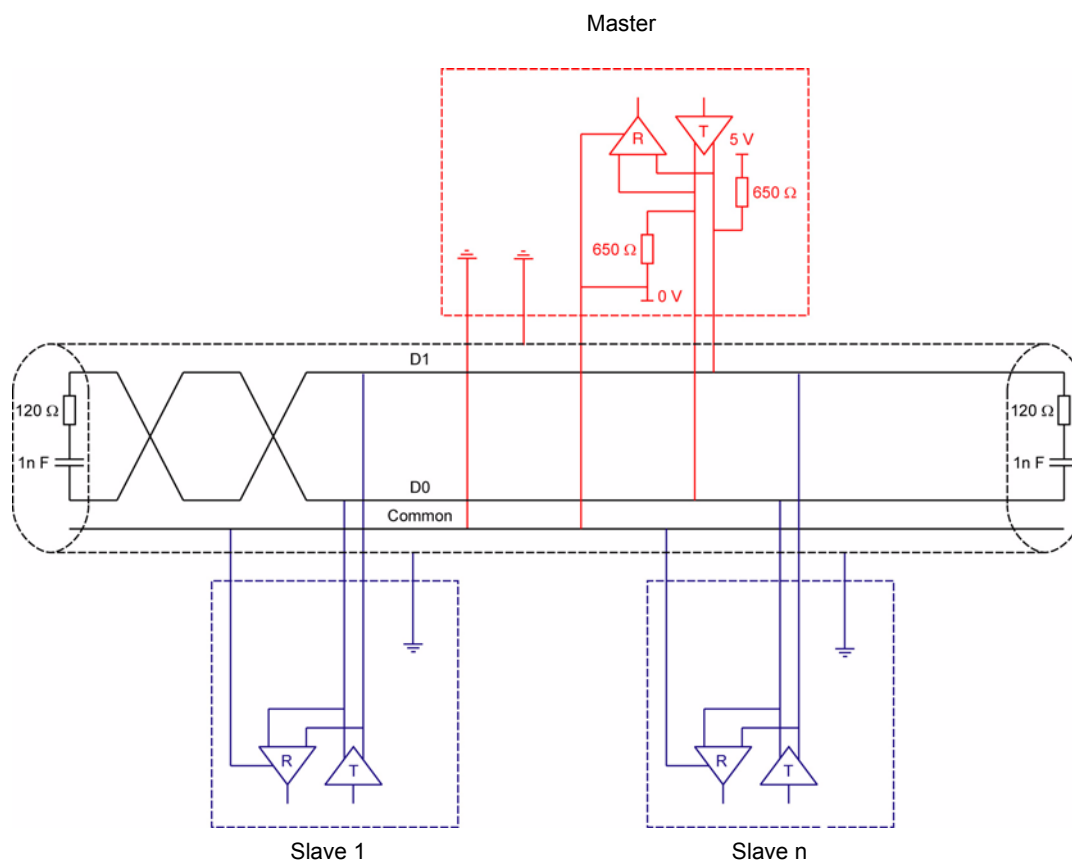 Master
R
T
5 V
650 Ω
650 Ω
0 V
D1
120 Ω
1n F
120 Ω
1n F
D0
Common
R
T
R
T
Slave 1
Slave n